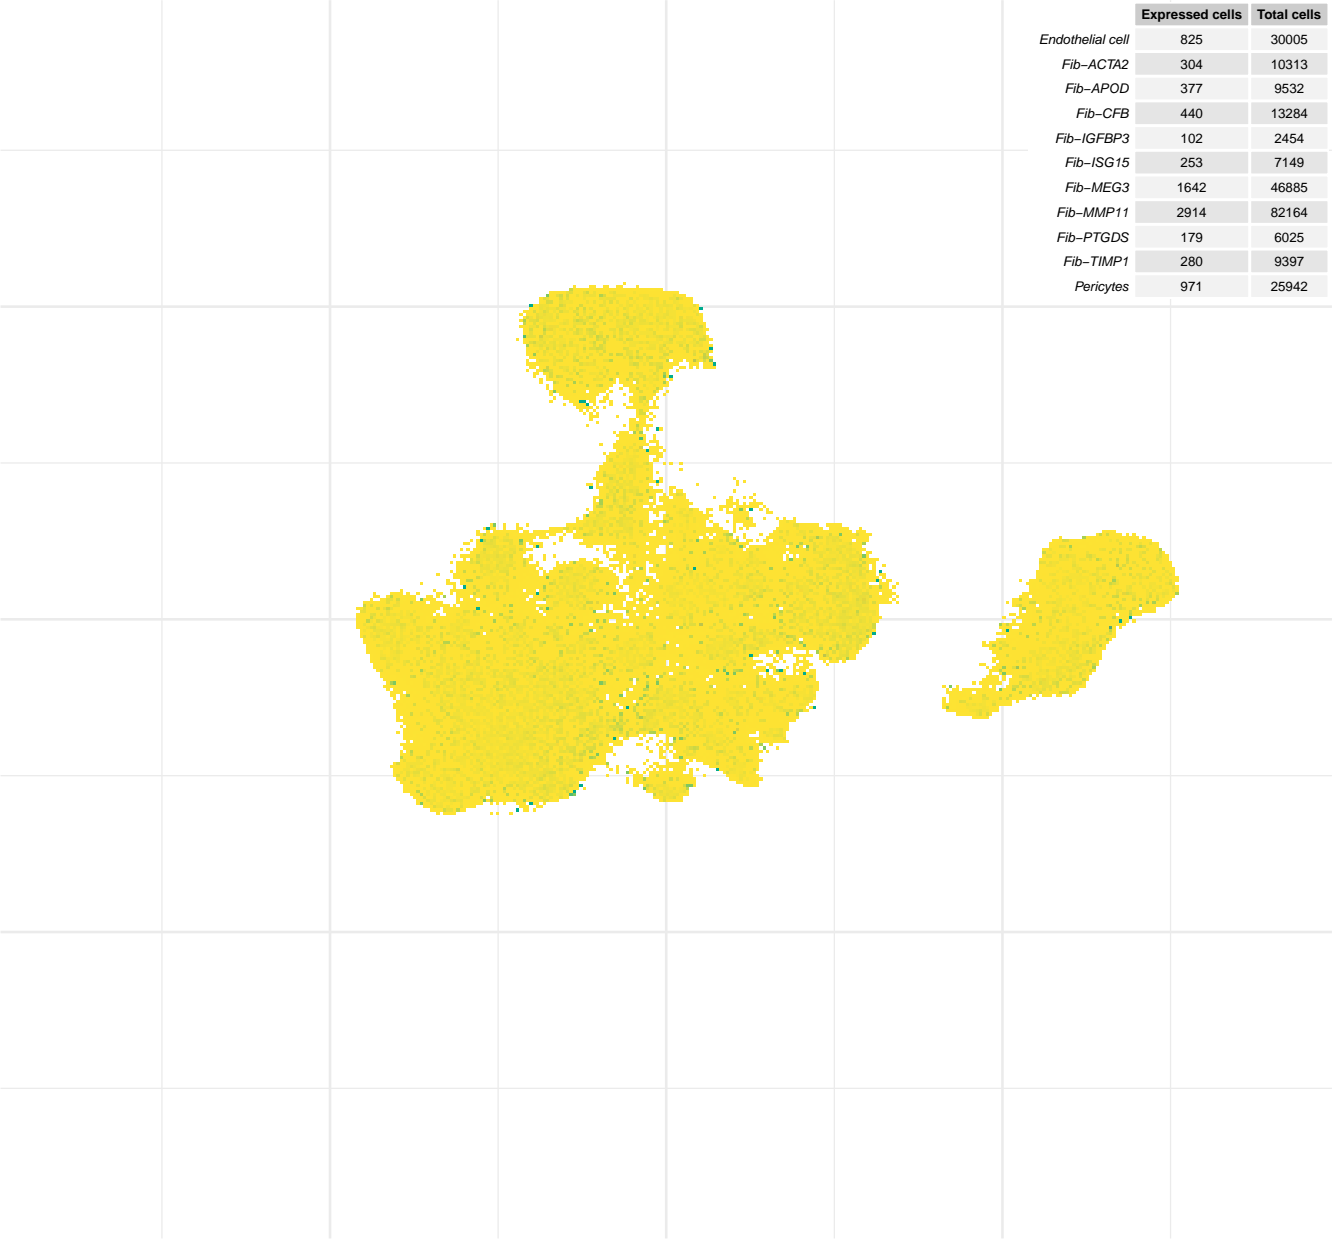 Expressed cells Total cells
Endothelial cell 825 30005
Fib−ACTA2 304 10313
Fib−APOD 377 9532
Fib−CFB 440 13284
Fib−IGFBP3 102 2454
Fib−ISG15 253 7149
Fib−MEG3 1642 46885
Fib−MMP11 2914 82164
Fib−PTGDS 179 6025
Fib−TIMP1 280 9397
Pericytes 971 25942